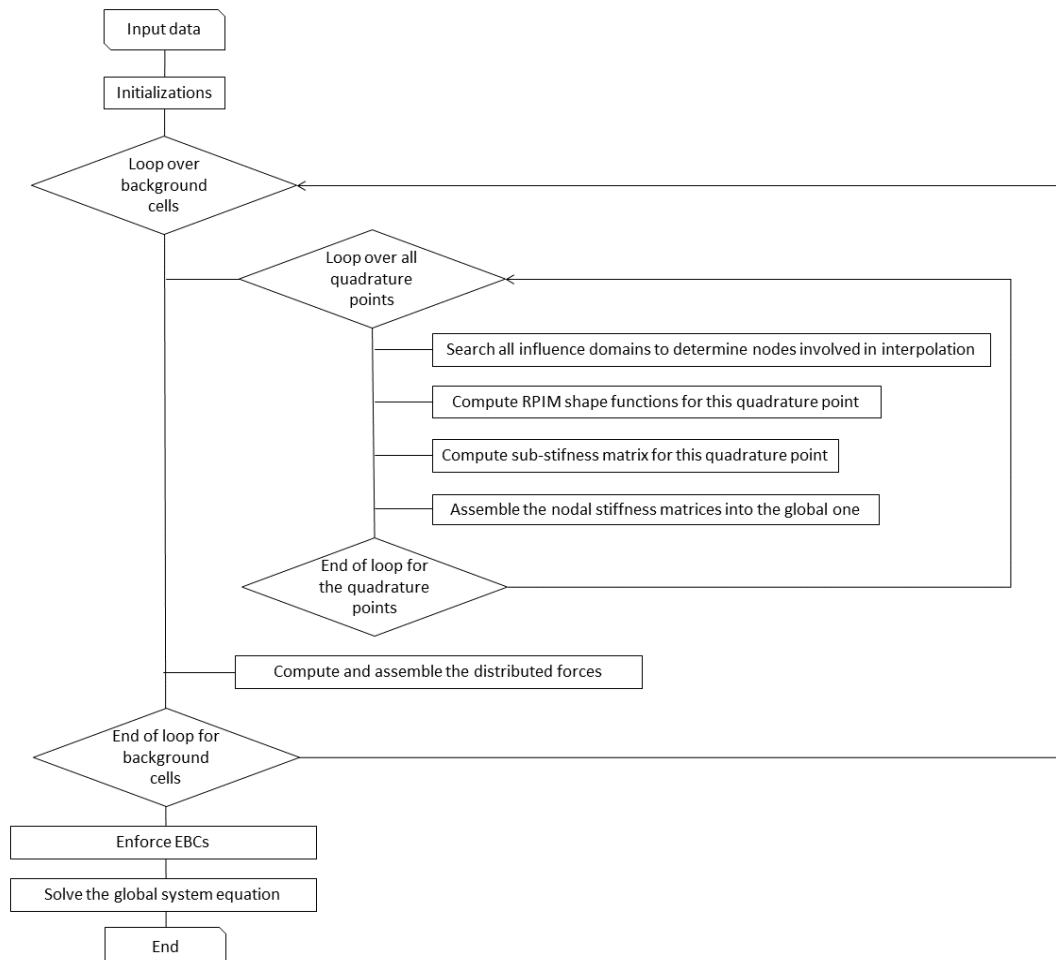 Input data
Initializations
Loop over
background
cells
Loop over all
quadrature
points
Search all influence domains to determine nodes involved in interpolation
Compute RPIM shape functions for this quadrature point
Compute sub-stifness matrix for this quadrature point
Assemble the nodal stiffness matrices into the global one
End of loop for
the quadrature
points
Compute and assemble the distributed forces
End of loop for
background
cells
Enforce EBCs
Solve the global system equation
End